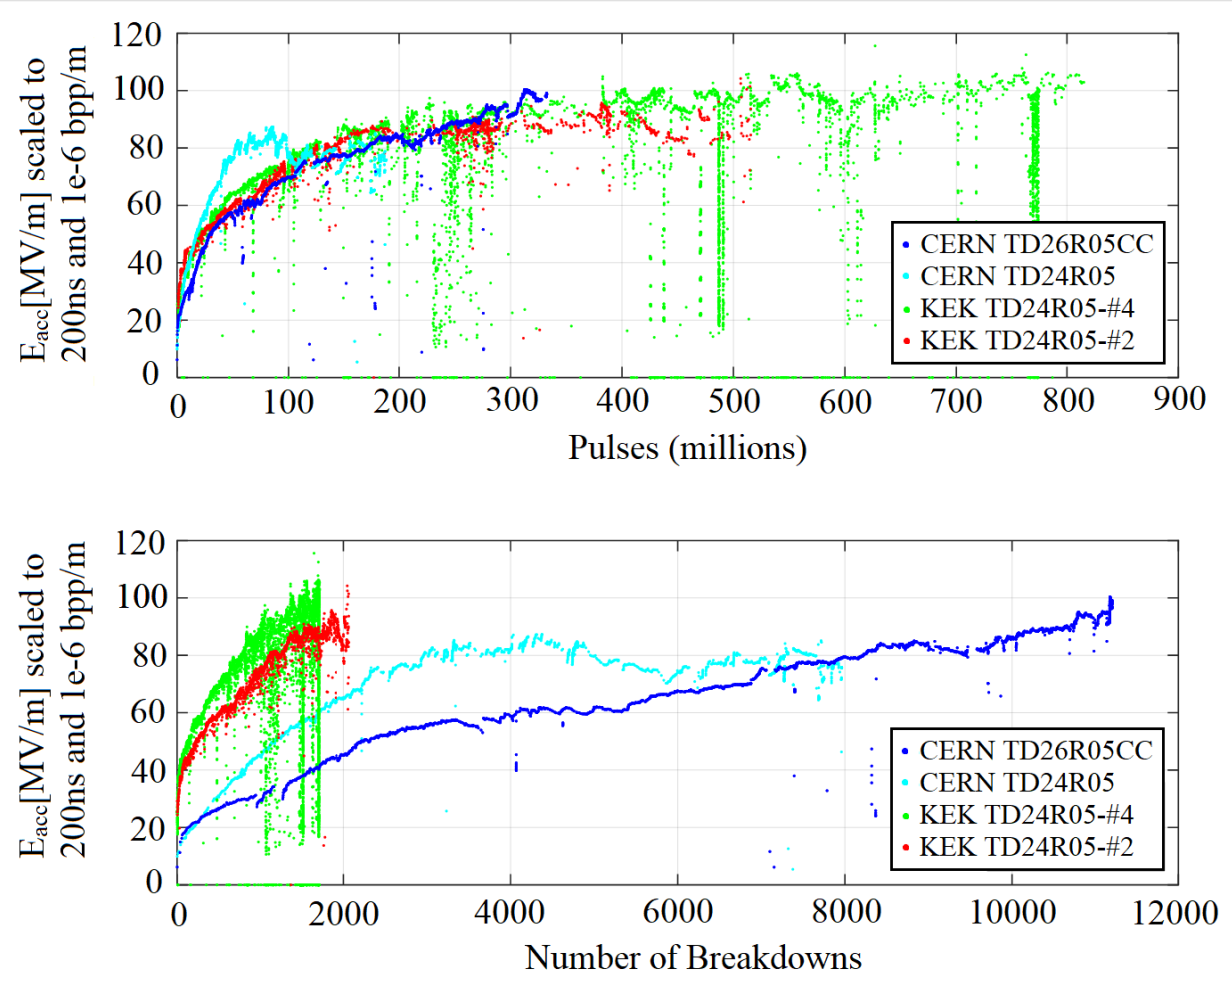 E_acc[MV/m] scaled to
200ns and 1e-6 bpp/m
120
100
80
60
40
20
0
0 100 200 300 400 500 600 700 800 900
Pulses (millions)
CERN TD26R05CC
CERN TD24R05
KEK TD24R05-#4
KEK TD24R05-#2
E_acc[MV/m] scaled to
200ns and 1e-6 bpp/m
120
100
80
60
40
20
0
0 2000 4000 6000 8000 10000 12000
Number of Breakdowns
CERN TD26R05CC
CERN TD24R05
KEK TD24R05-#4
KEK TD24R05-#2